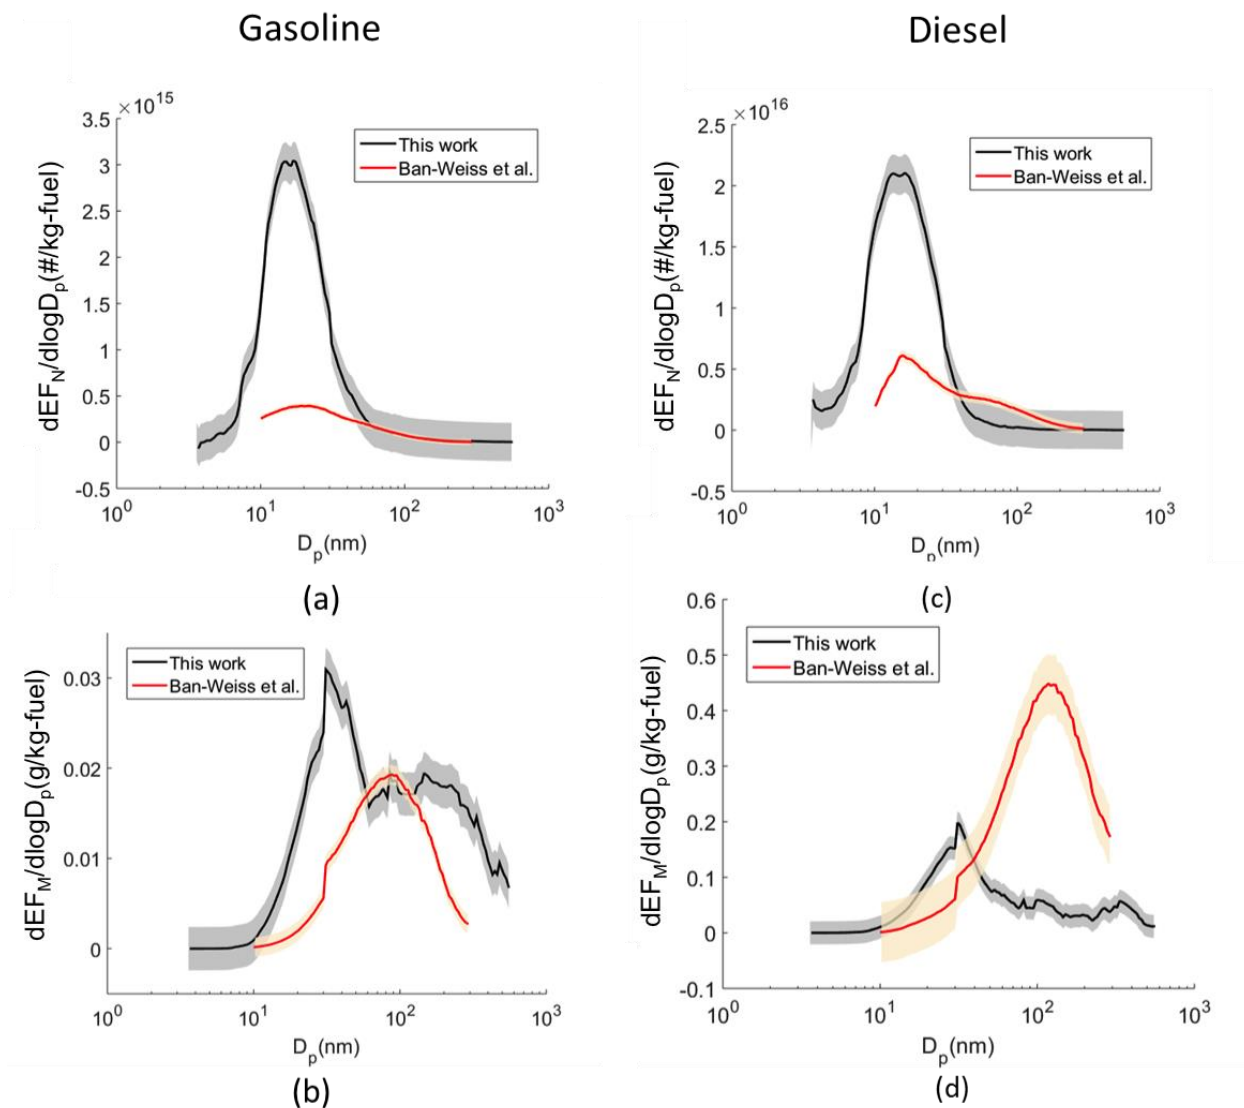 Gasoline
Diesel
×10^15
3.5
3
2.5
2
1.5
1
0.5
0
-0.5
dEF_N/dlogD_p(#/kg-fuel)
This work
Ban-Weiss et al.
10^0
10^1
10^2
10^3
D_p(nm)
(a)
×10^16
2.5
2
1.5
1
0.5
0
-0.5
dEF_N/dlogD_p(#/kg-fuel)
This work
Ban-Weiss et al.
10^0
10^1
10^2
10^3
D_p(nm)
(c)
0.03
0.02
0.01
0
dEF_M/dlogD_p(g/kg-fuel)
This work
Ban-Weiss et al.
10^0
10^1
10^2
10^3
D_p(nm)
(b)
0.6
0.5
0.4
0.3
0.2
0.1
0
-0.1
dEF_M/dlogD_p(g/kg-fuel)
This work
Ban-Weiss et al.
10^0
10^1
10^2
10^3
D_p(nm)
(d)